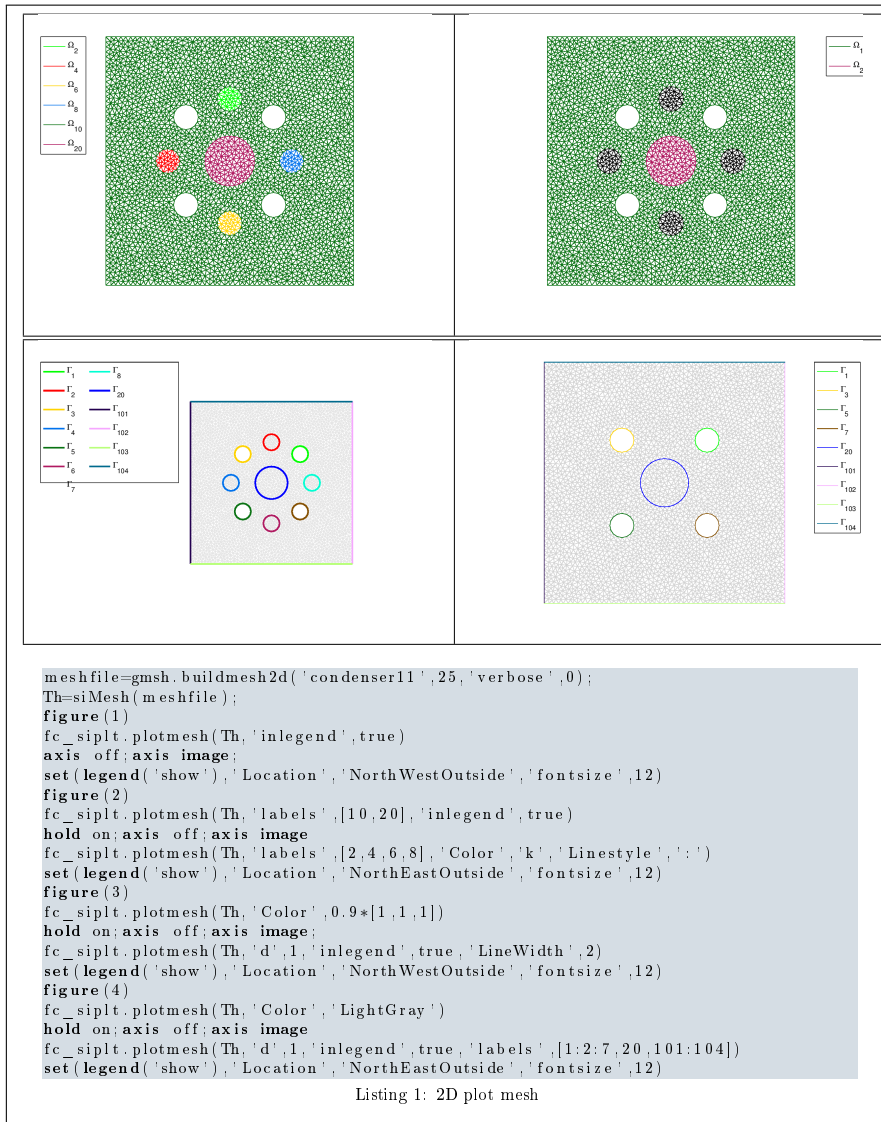 Ω2
Ω4
Ω6
Ω8
Ω10
Ω20
Ω1
Ω2
Γ1 Γ8
Γ2 Γ20
Γ3 Γ101
Γ4 Γ102
Γ5 Γ103
Γ6 Γ104
Γ7
Γ1
Γ3
Γ5
Γ7
Γ20
Γ101
Γ102
Γ103
Γ104
meshfile=gmsh.buildmesh2d('condenser11',25,'verbose',0);
Th=siMesh(meshfile);
figure(1)
fc_siplt.plotmesh(Th,'inlegend',true)
axis off;axis image;
set(legend('show'),'Location','NorthWestOutside','fontsize',12)
figure(2)
fc_siplt.plotmesh(Th,'labels',[10,20],'inlegend',true)
hold on;axis off;axis image
fc_siplt.plotmesh(Th,'labels',[2,4,6,8],'Color','k','Linestyle',':')
set(legend('show'),'Location','NorthEastOutside','fontsize',12)
figure(3)
fc_siplt.plotmesh(Th,'Color',0.9*[1,1,1])
hold on;axis off;axis image;
fc_siplt.plotmesh(Th,'d',1,'inlegend',true,'LineWidth',2)
set(legend('show'),'Location','NorthWestOutside','fontsize',12)
figure(4)
fc_siplt.plotmesh(Th,'Color','LightGray')
hold on;axis off;axis image
fc_siplt.plotmesh(Th,'d',1,'inlegend',true,'labels',[1:2:7,20,101:104])
set(legend('show'),'Location','NorthEastOutside','fontsize',12)
Listing 1: 2D plot mesh